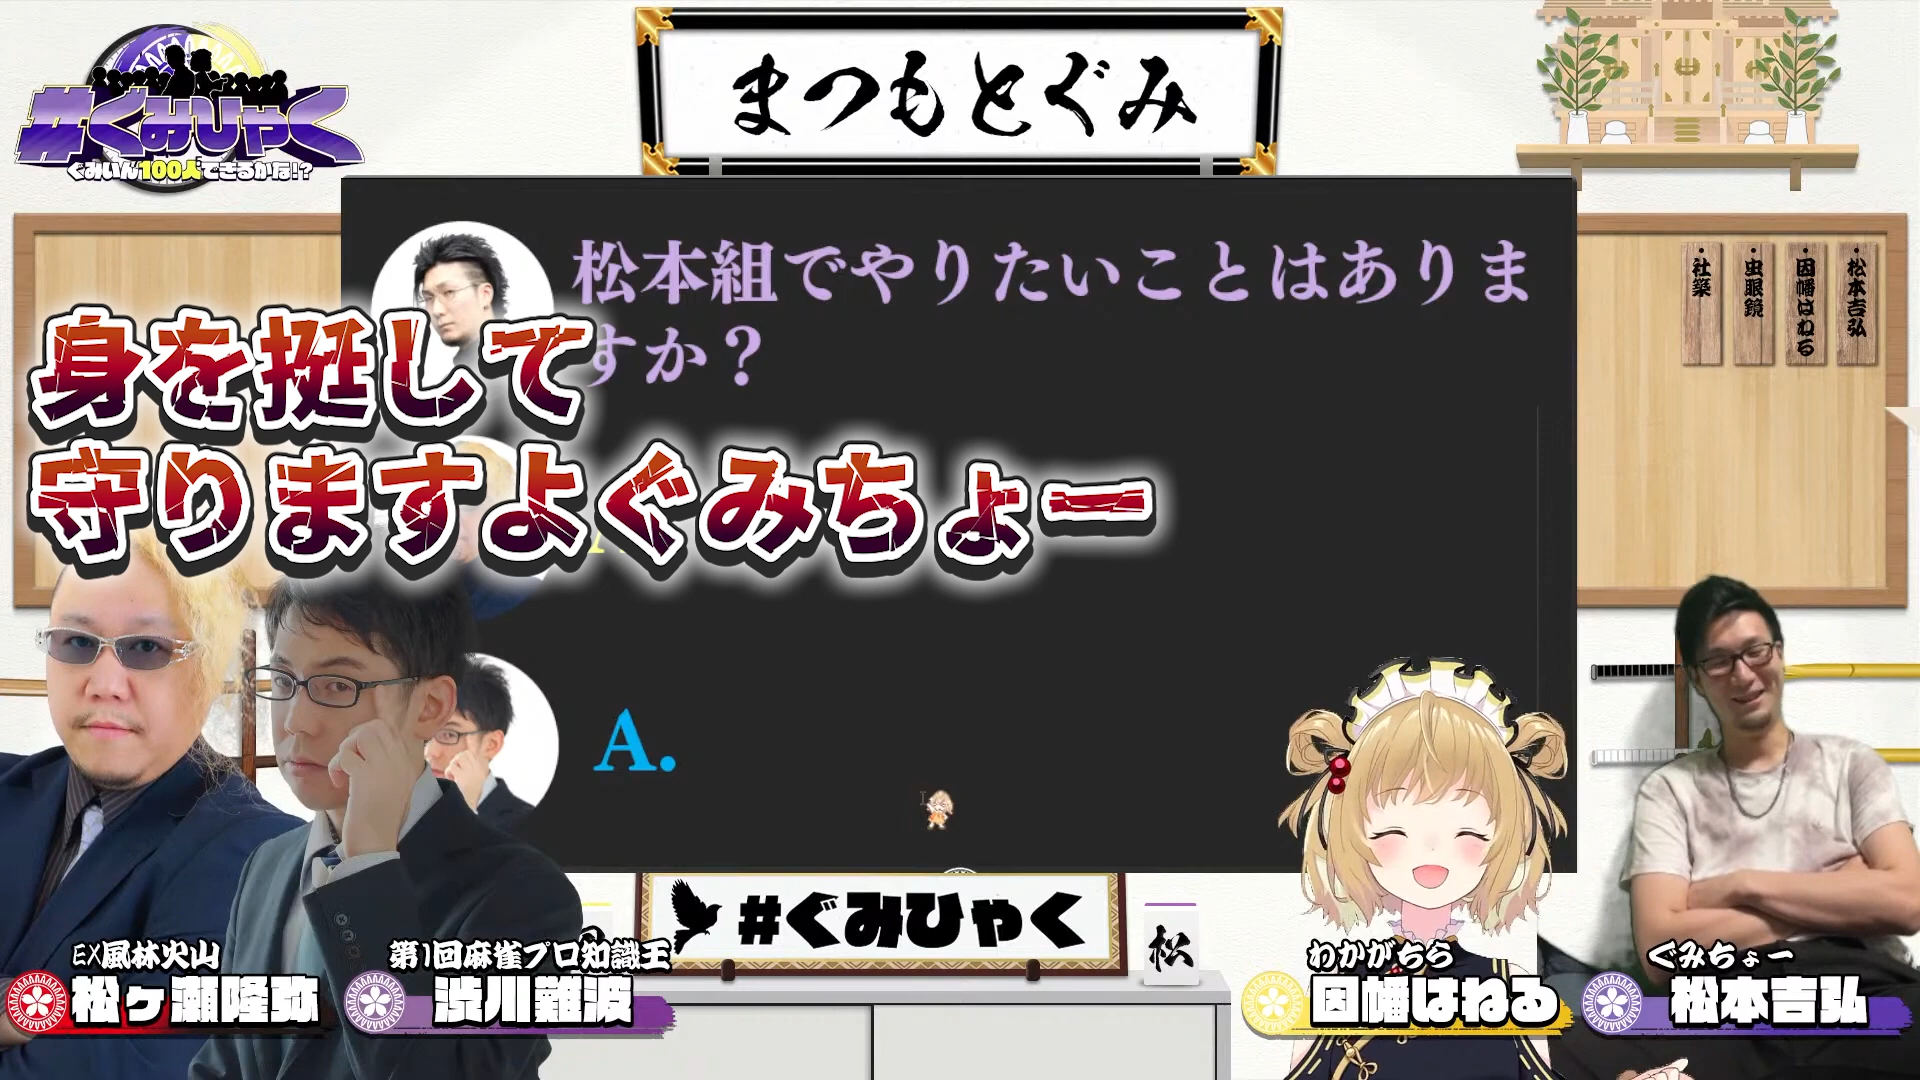 #ぐみひゃく
ぐみいん100人できるかな!?
まつもとぐみ
松本組でやりたいことはありま
すか？
身を挺して
守りますよぐみちょー
A.
社築
虫眼鏡
因幡はねる
松本吉弘
#ぐみひゃく
松
EX風林火山
松ヶ瀬隆弥
第1回麻雀プロ知識王
渋川難波
わかがちら
因幡はねる
ぐみちょー
松本吉弘